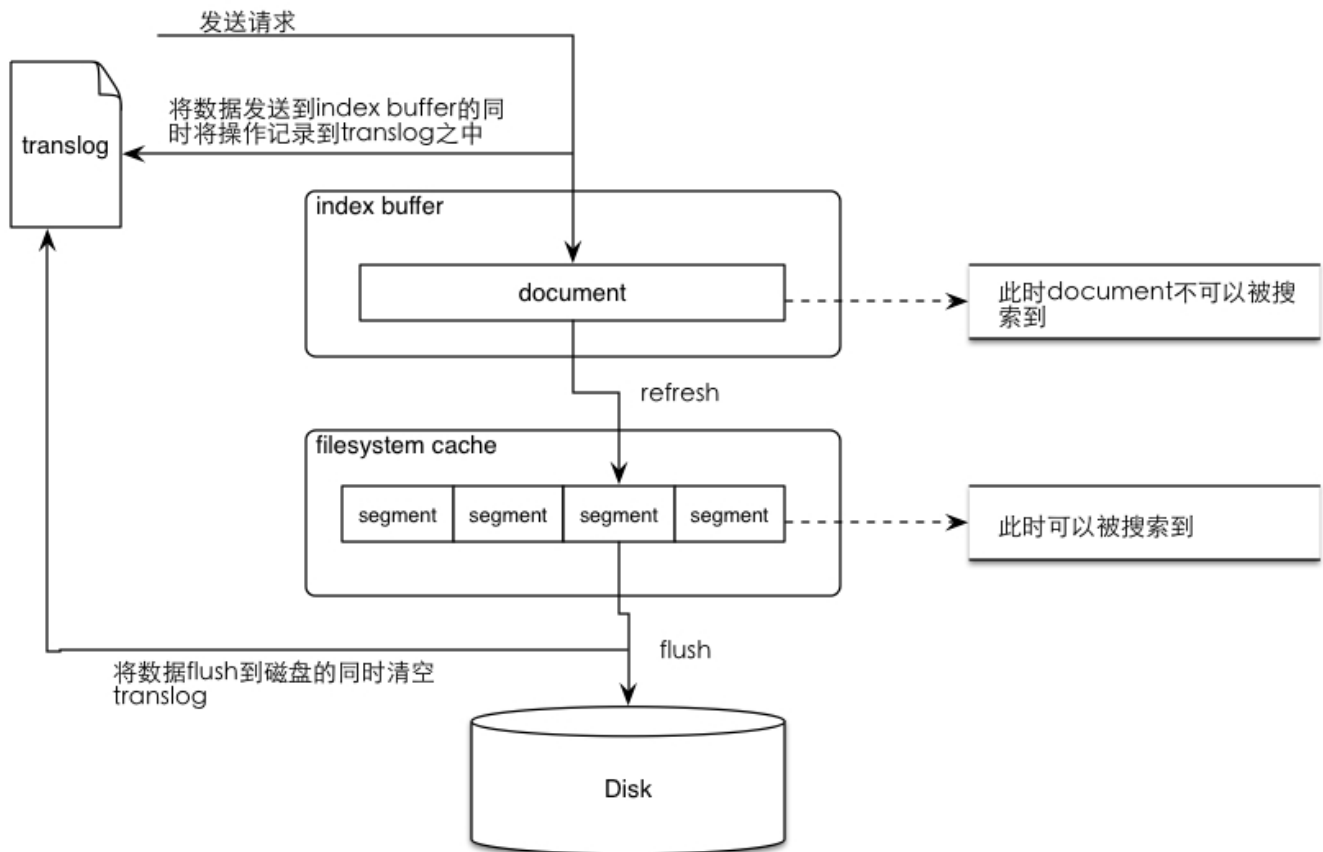 发送请求
将数据发送到index buffer的同
时将操作记录到translog之中
translog
index buffer
document
此时document不可以被搜
索到
refresh
filesystem cache
segment segment segment segment
此时可以被搜索到
flush
将数据flush到磁盘的同时清空
translog
Disk